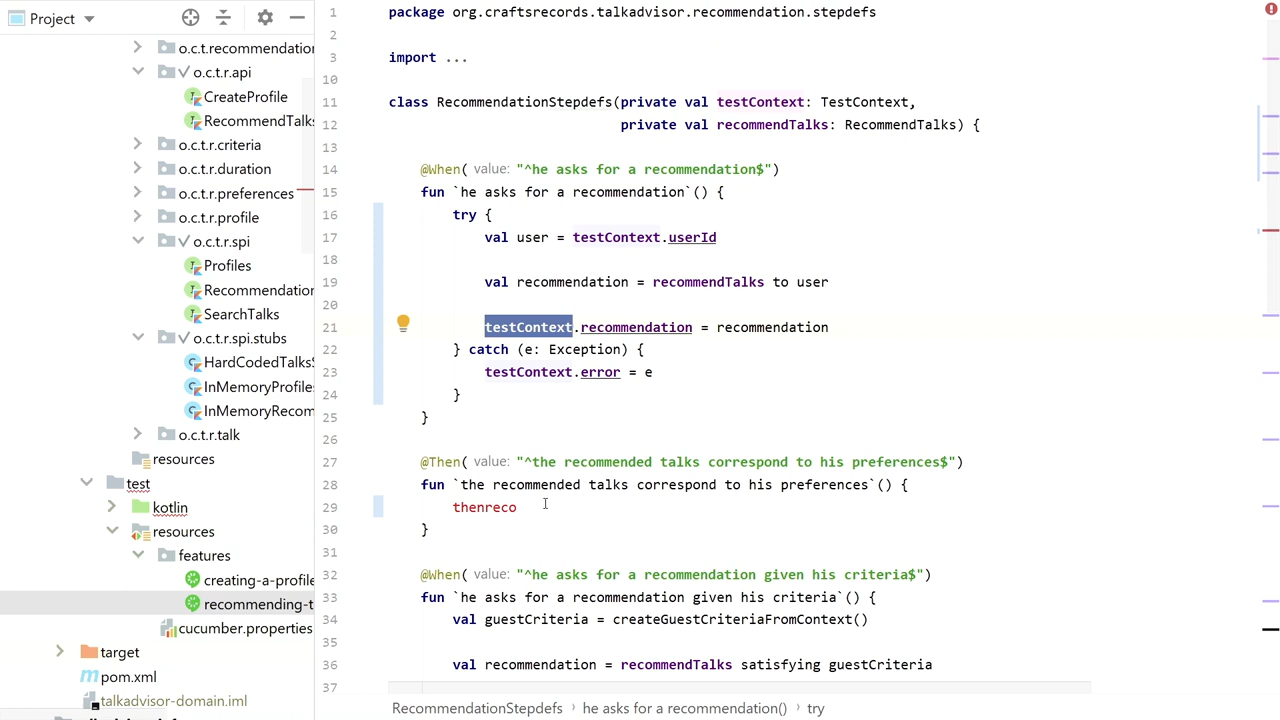 Project
o.c.t.recommendation
o.c.t.r.api
CreateProfile
RecommendTalks
o.c.t.r.criteria
o.c.t.r.duration
o.c.t.r.preferences
o.c.t.r.profile
o.c.t.r.spi
Profiles
Recommendation
SearchTalks
o.c.t.r.spi.stubs
HardCodedTalksS
InMemoryProfiles
InMemoryRecom
o.c.t.r.talk
resources
test
kotlin
resources
features
creating-a-profile
recommending-t
cucumber.properties
target
pom.xml
talkadvisor-domain.iml
1 package org.craftsrecords.talkadvisor.recommendation.stepdefs
2
3 import ...
10
11 class RecommendationStepdefs(private val testContext: TestContext,
12 private val recommendTalks: RecommendTalks) {
13
14 @When( value: "^he asks for a recommendation$")
15 fun `he asks for a recommendation`() {
16 try {
17 val user = testContext.userId
18
19 val recommendation = recommendTalks to user
20
21 testContext.recommendation = recommendation
22 } catch (e: Exception) {
23 testContext.error = e
24 }
25 }
26
27 @Then( value: "^the recommended talks correspond to his preferences$")
28 fun `the recommended talks correspond to his preferences`() {
29 thenreco
30 }
31
32 @When( value: "^he asks for a recommendation given his criteria$")
33 fun `he asks for a recommendation given his criteria`() {
34 val guestCriteria = createGuestCriteriaFromContext()
35
36 val recommendation = recommendTalks satisfying guestCriteria
37
RecommendationStepdefs › he asks for a recommendation() › try